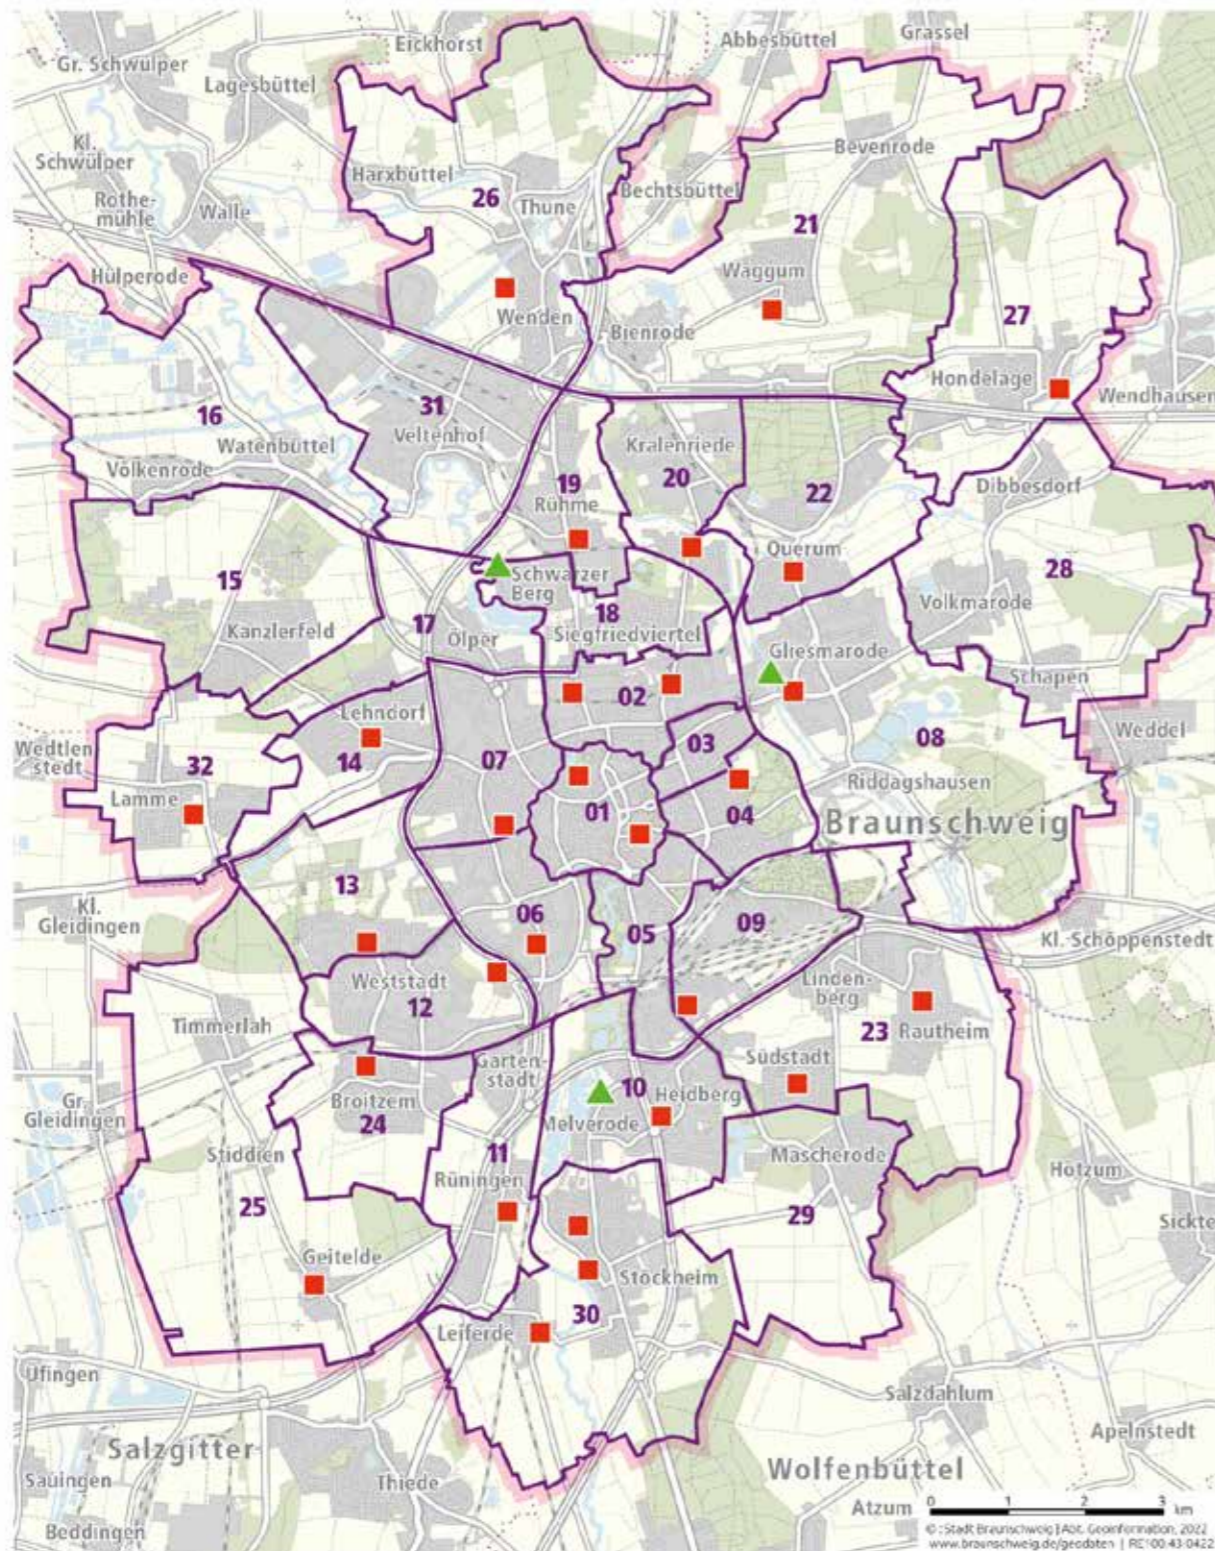 Eickhorst
Grassel
Abbesbüttel
Gr. Schwülper
Lagesbüttel
Kl.
Schwülper
Bevenrode
Harxbüttel
26
Bechtsbüttel
Rothe-
mühle
Walle
Thune
21
Hülperode
Waggum
Wenden
27
Bienrode
Hondelage
Wendhausen
16
31
Veltenhof
Watenbüttel
Kralenriede
Völkenrode
19
20
22
Dibbesdorf
Rühme
Querum
15
Schwarzer
Berg
28
Volkmarode
18
Kanzlerfeld
17
Ölper
Siegfriedviertel
Gliesmarode
Schapen
02
Lehndorf
08
Weddel
Wedtlen
stedt
03
32
14
07
Riddagshausen
Lamme
01
04
Braunschweig
13
Kl.
Gleidingen
06
09
05
Kl. Schöppenstedt
Weststadt
Linden-
berg
12
Timmerlah
23
Rautheim
Garten-
stadt
Südstadt
Gr.
Gleidingen
10
Heidberg
Broitzem
24
Melverode
Stiddien
11
Mascherode
Hötzum
Rüningen
25
29
Sickte
Geitelde
Stöckheim
30
Leiferde
Üfingen
Salzdahlum
Apelnstedt
Salzgitter
Wolfenbüttel
Sauingen
Thiede
Atzum
0 1 2 3 km
Beddingen
© Stadt Braunschweig | Abt. Geoinformation, 2022
www.braunschweig.de/geodaten | RE100.43-0422